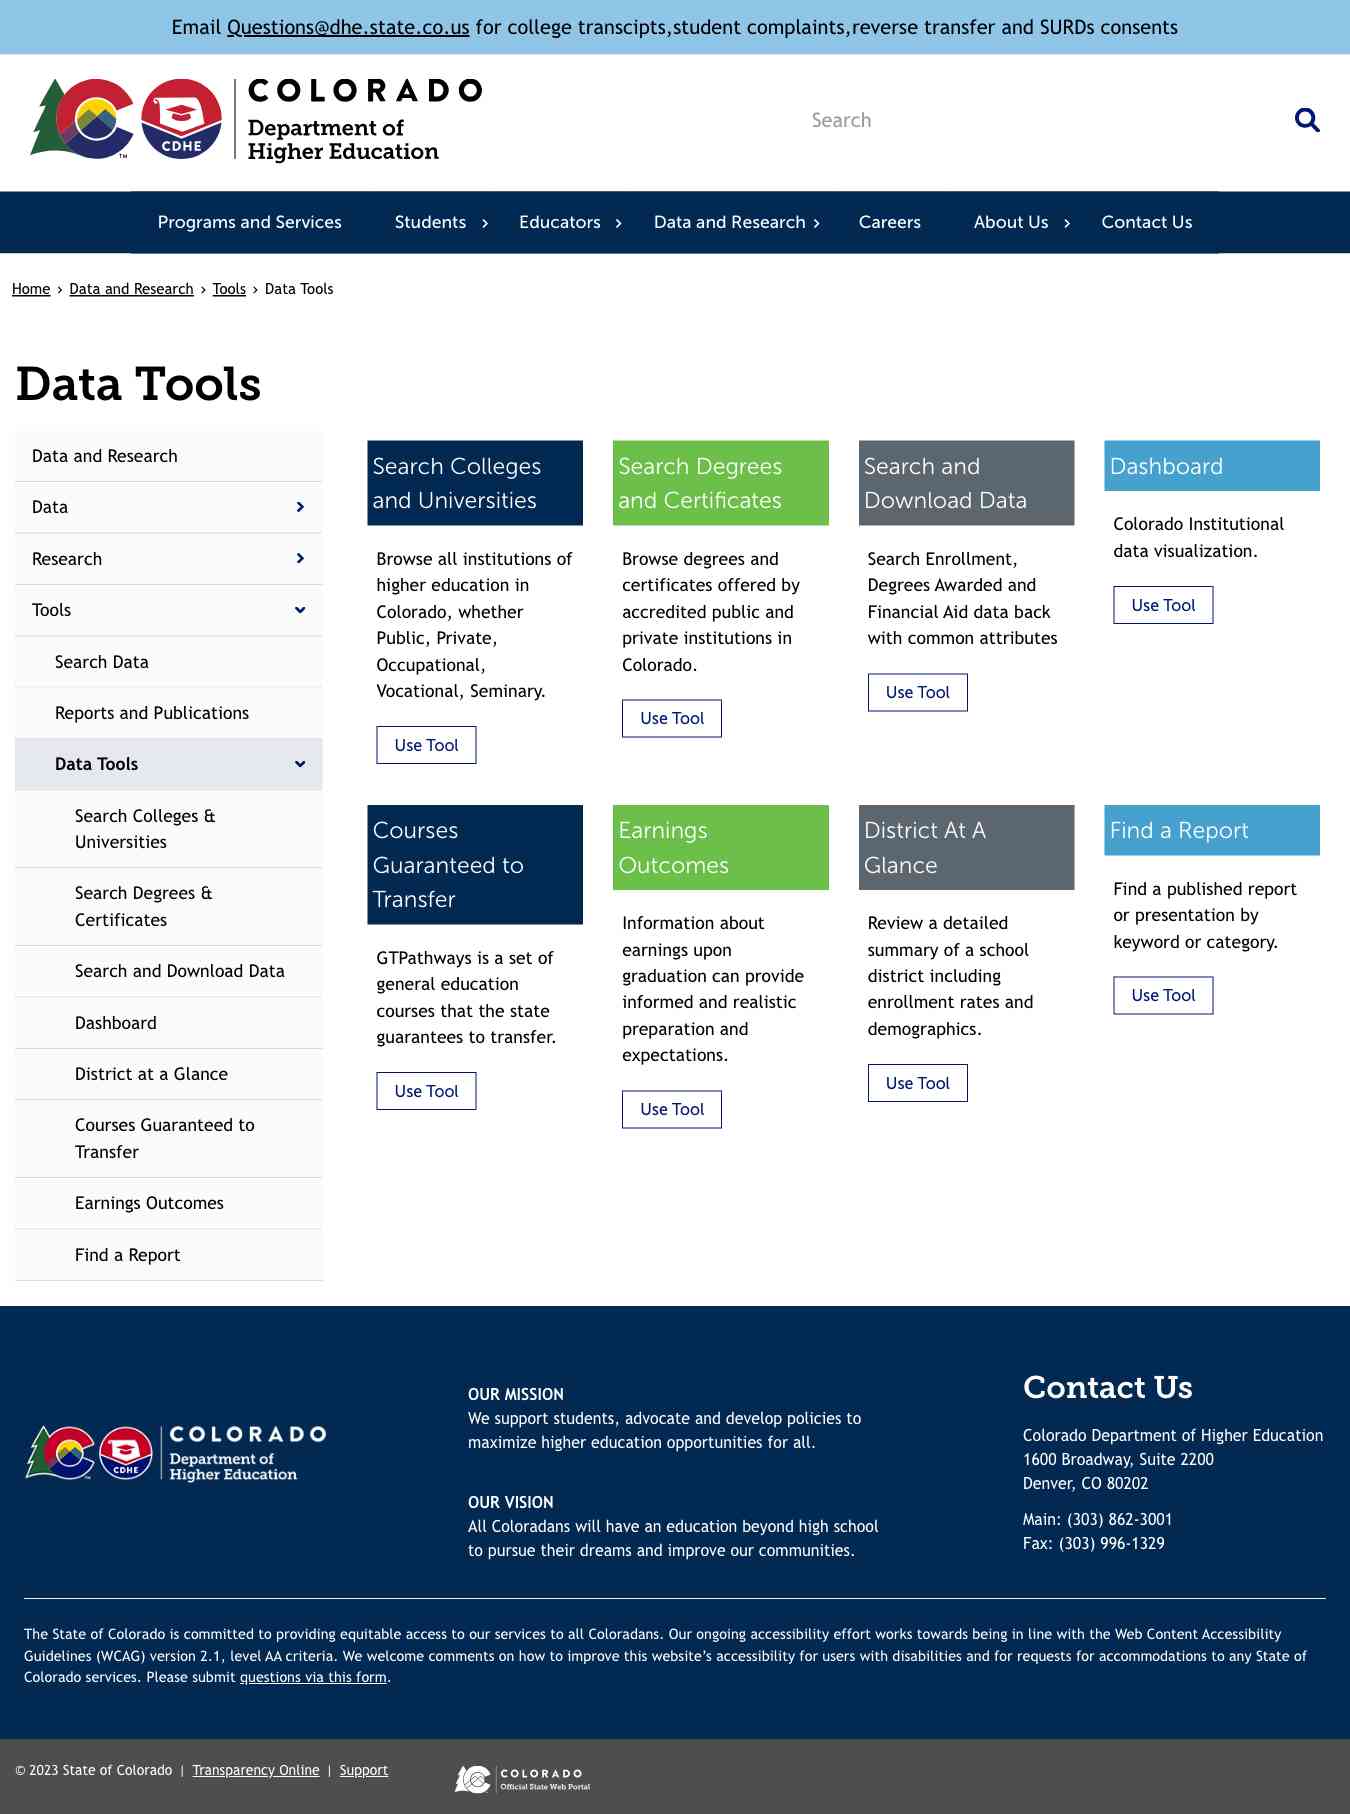 Email Questions@dhe.state.co.us for college transcipts,student complaints,reverse transfer and SURDs consents
CDHE
TM
COLORADO
Department of
Higher Education
Search
Programs and Services Students Educators Data and Research Careers About Us Contact Us
Home › Data and Research › Tools › Data Tools
Data Tools
Data and Research
Data
Research
Tools
Search Data
Reports and Publications
Data Tools
Search Colleges &
Universities
Search Degrees &
Certificates
Search and Download Data
Dashboard
District at a Glance
Courses Guaranteed to
Transfer
Earnings Outcomes
Find a Report
Search Colleges
and Universities
Browse all institutions of
higher education in
Colorado, whether
Public, Private,
Occupational,
Vocational, Seminary.
Use Tool
Search Degrees
and Certificates
Browse degrees and
certificates offered by
accredited public and
private institutions in
Colorado.
Use Tool
Search and
Download Data
Search Enrollment,
Degrees Awarded and
Financial Aid data back
with common attributes
Use Tool
Dashboard
Colorado Institutional
data visualization.
Use Tool
Courses
Guaranteed to
Transfer
GTPathways is a set of
general education
courses that the state
guarantees to transfer.
Use Tool
Earnings
Outcomes
Information about
earnings upon
graduation can provide
informed and realistic
preparation and
expectations.
Use Tool
District At A
Glance
Review a detailed
summary of a school
district including
enrollment rates and
demographics.
Use Tool
Find a Report
Find a published report
or presentation by
keyword or category.
Use Tool
CDHE
COLORADO
Department of
Higher Education
OUR MISSION
We support students, advocate and develop policies to
maximize higher education opportunities for all.
OUR VISION
All Coloradans will have an education beyond high school
to pursue their dreams and improve our communities.
Contact Us
Colorado Department of Higher Education
1600 Broadway, Suite 2200
Denver, CO 80202
Main: (303) 862-3001
Fax: (303) 996-1329
The State of Colorado is committed to providing equitable access to our services to all Coloradans. Our ongoing accessibility effort works towards being in line with the Web Content Accessibility
Guidelines (WCAG) version 2.1, level AA criteria. We welcome comments on how to improve this website’s accessibility for users with disabilities and for requests for accommodations to any State of
Colorado services. Please submit questions via this form.
© 2023 State of Colorado | Transparency Online | Support
COLORADO
Official State Web Portal